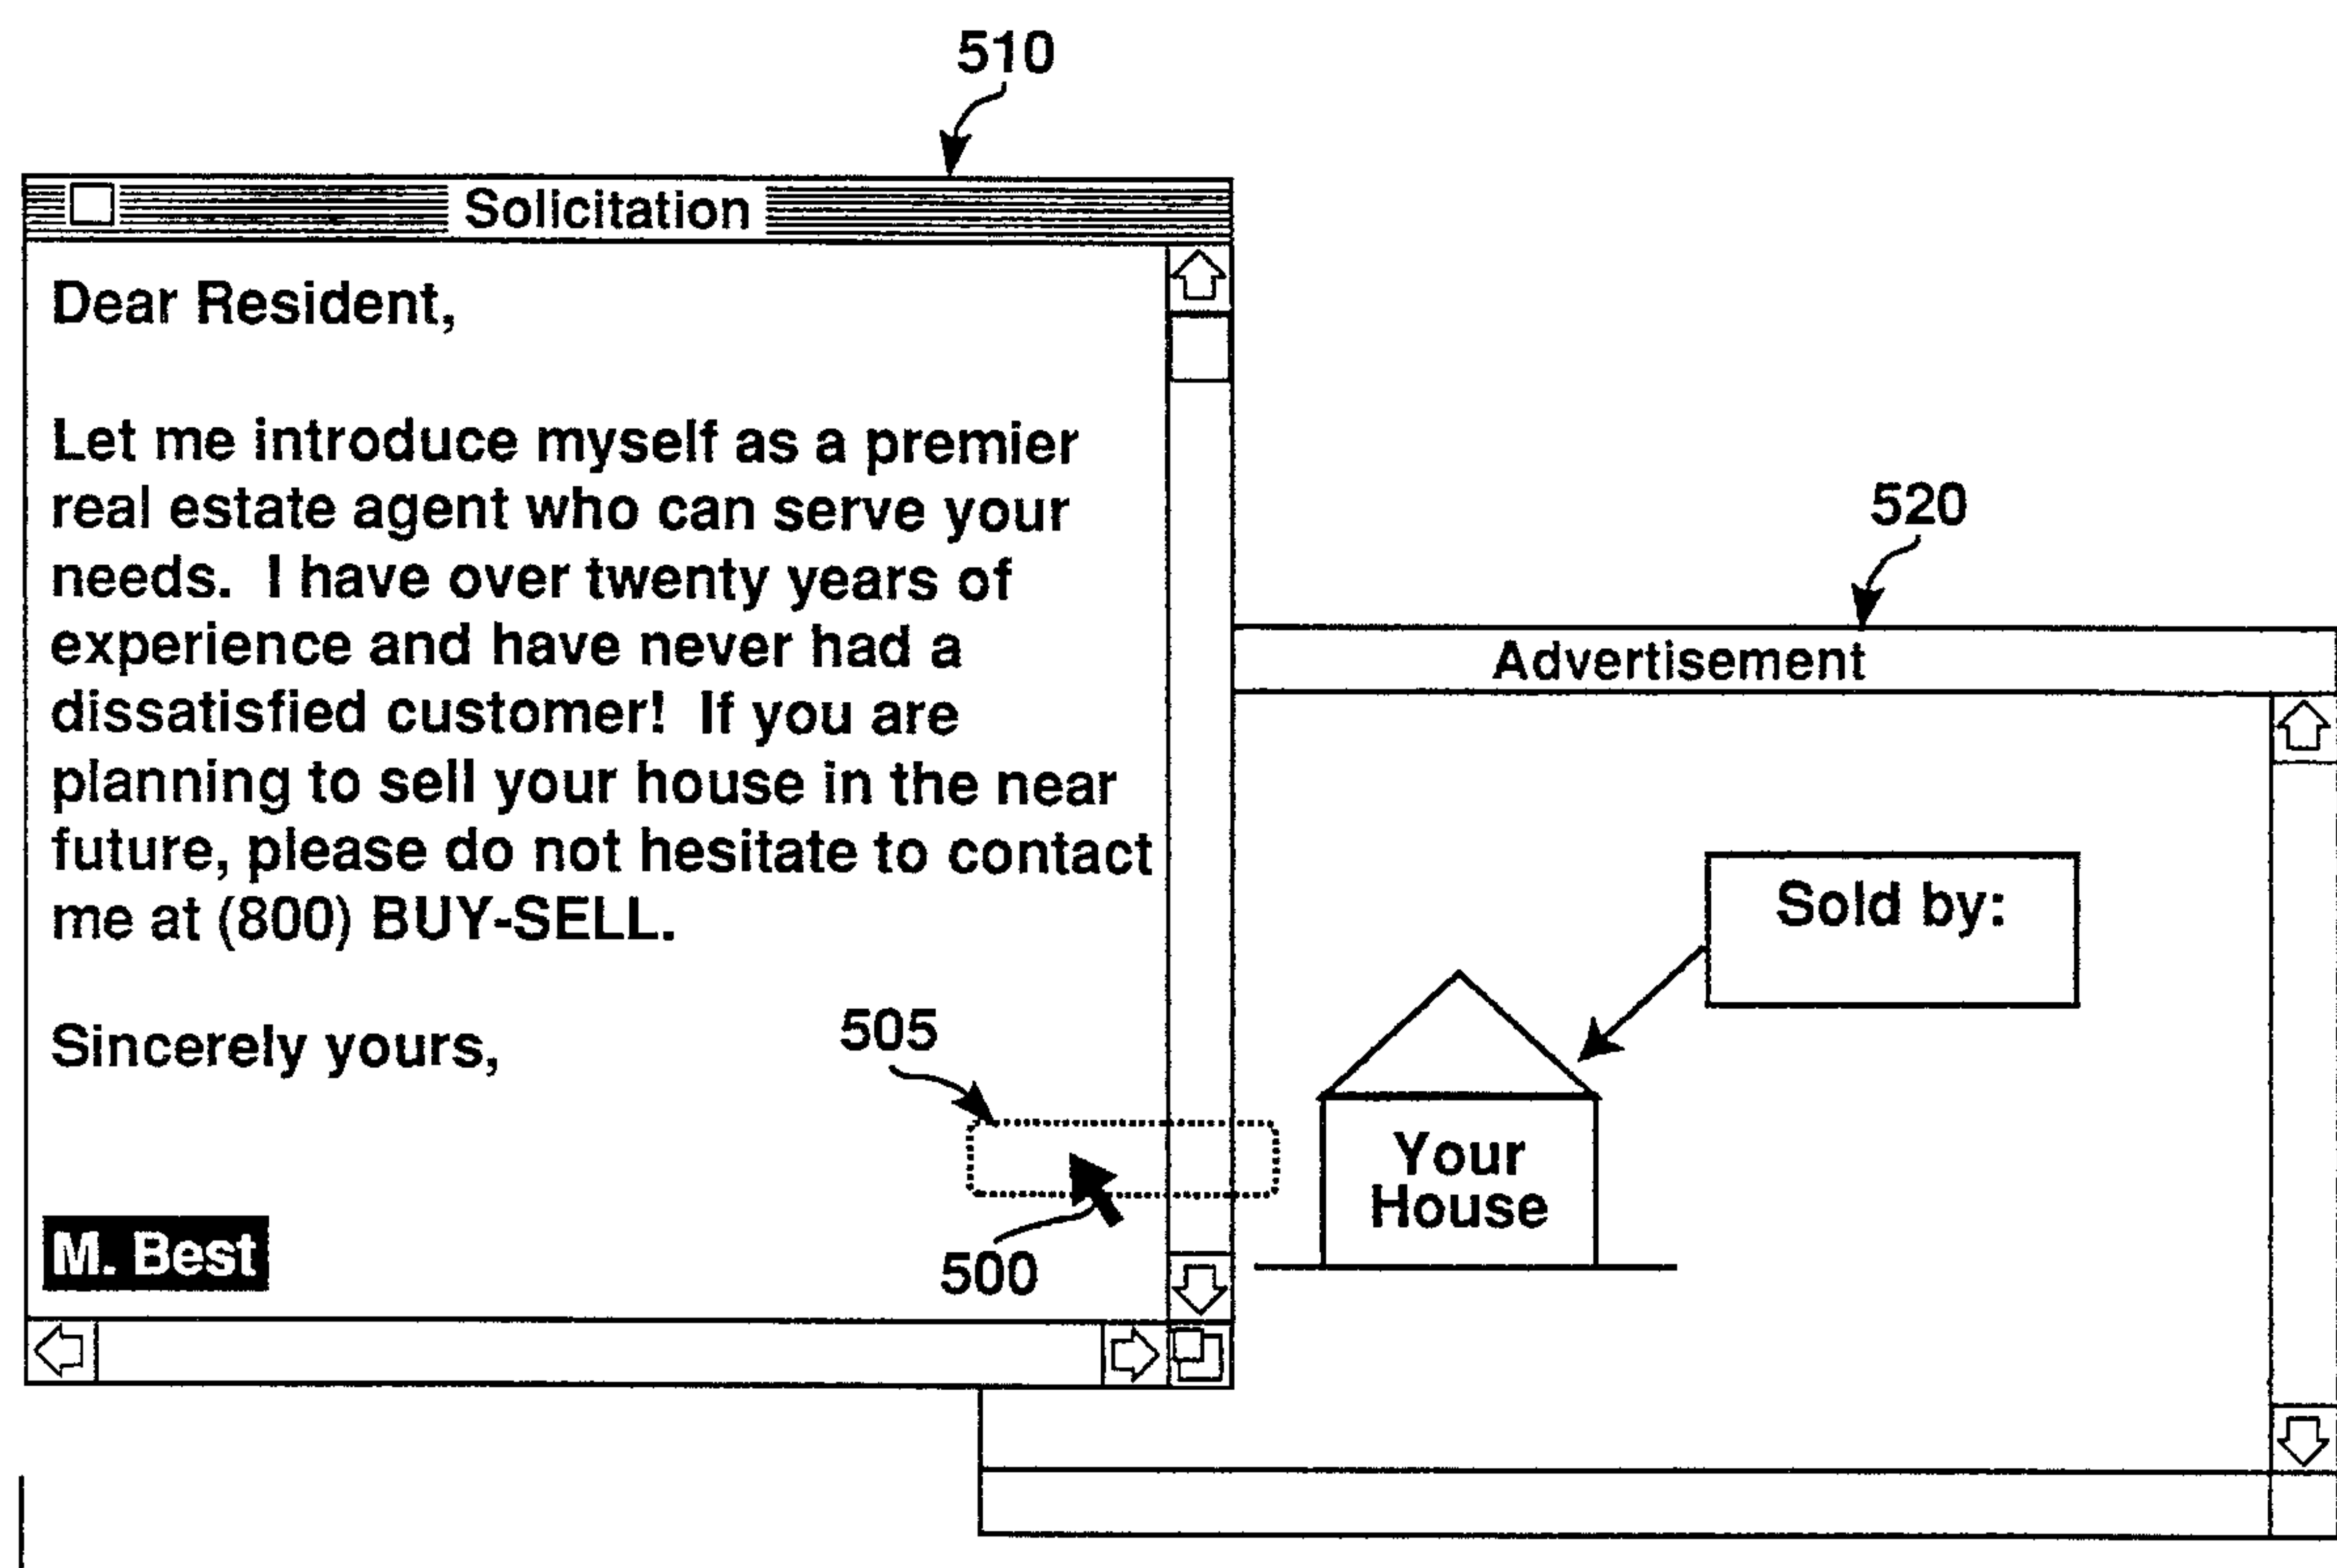 510
Solicitation
Dear Resident,
Let me introduce myself as a premier
real estate agent who can serve your
needs.  I have over twenty years of
experience and have never had a
dissatisfied customer!  If you are
planning to sell your house in the near
future, please do not hesitate to contact
me at (800) BUY-SELL.
Sincerely yours,
505
500
M. Best
520
Advertisement
Sold by:
Your
House